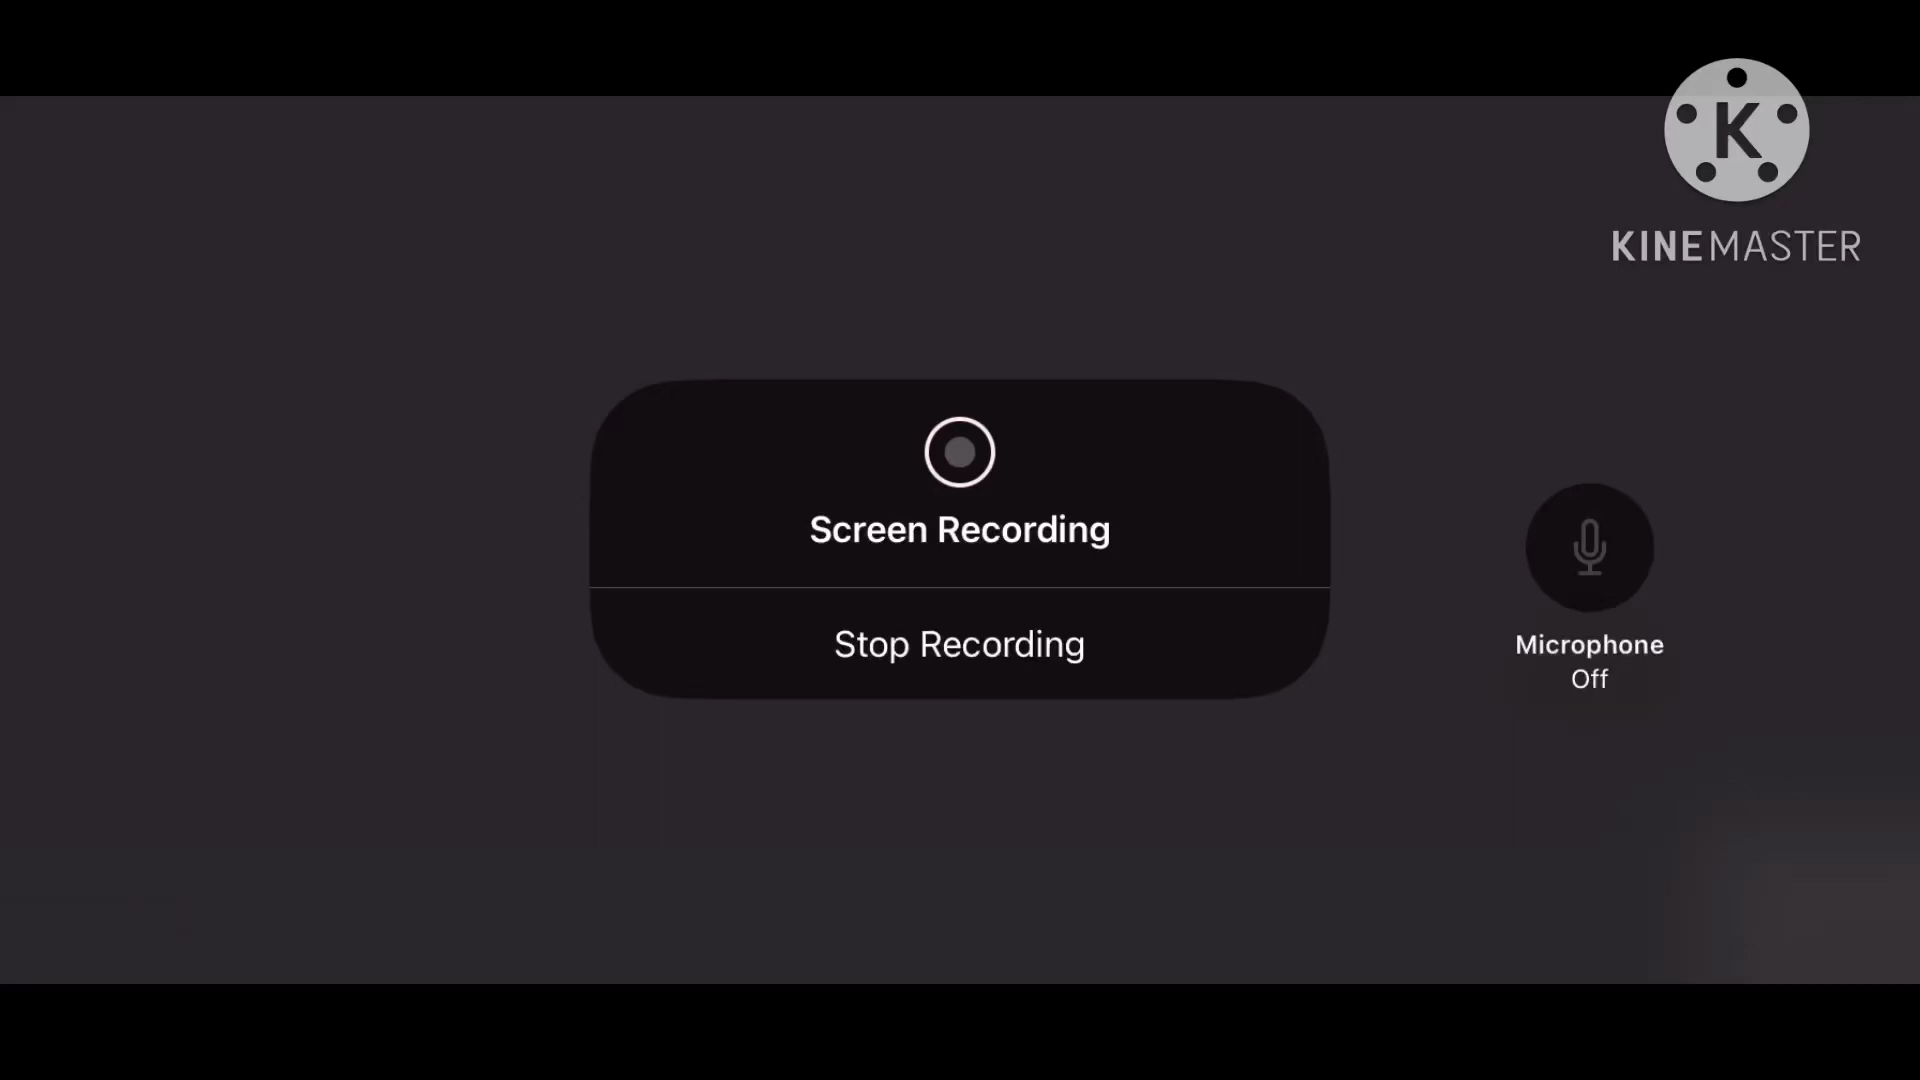 K
KINEMASTER
Screen Recording
Stop Recording
Microphone
Off